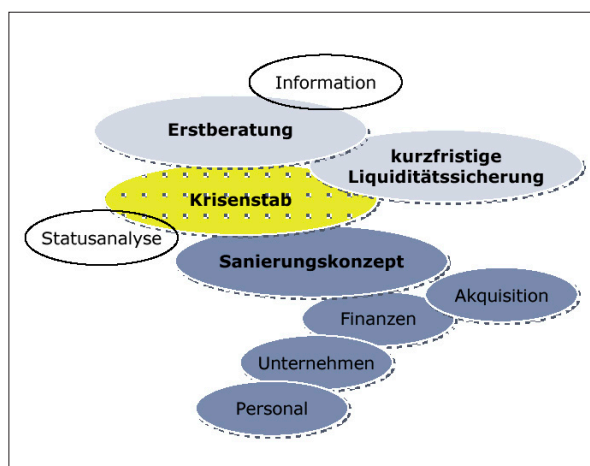 Information
Erstberatung
kurzfristige
Liquiditätssicherung
Krisenstab
Statusanalyse
Sanierungskonzept
Akquisition
Finanzen
Unternehmen
Personal